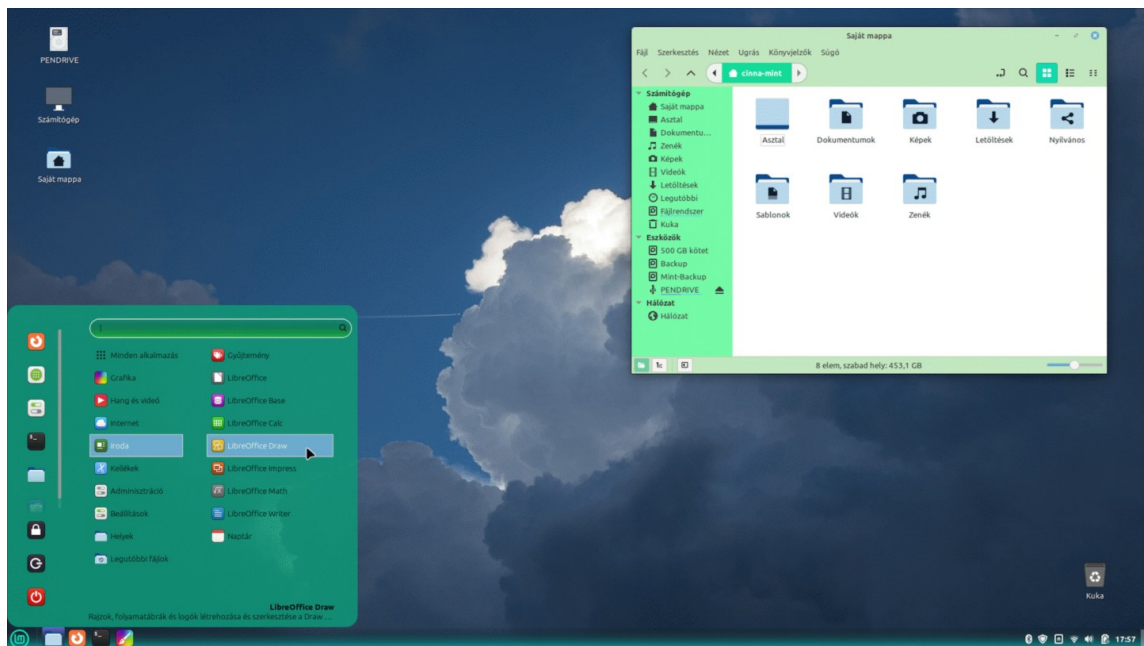 PENDRIVE
Számítógép
Saját mappa
Saját mappa
Fájl Szerkesztés Nézet Ugrás Könyvjelzők Súgó
cinna-mint
Számítógép
Saját mappa
Asztal
Dokumentu...
Zenék
Képek
Videók
Letöltések
Legutóbbi
Fájlrendszer
Kuka
Eszközök
500 GB kötet
Backup
Mint-Backup
PENDRIVE
Hálózat
Hálózat
Asztal Dokumentumok Képek Letöltések Nyilvános
Sablonok Videók Zenék
8 elem, szabad hely: 453,1 GB
Minden alkalmazás
Grafika
Hang és videó
Internet
Iroda
Kellékek
Adminisztráció
Beállítások
Helyek
Legutóbbi fájlok
Gyűjtemény
LibreOffice
LibreOffice Base
LibreOffice Calc
LibreOffice Draw
LibreOffice Impress
LibreOffice Math
LibreOffice Writer
Naptár
LibreOffice Draw
Rajzok, folyamatábrák és logók létrehozása és szerkesztése a Draw ...
Kuka
17:57